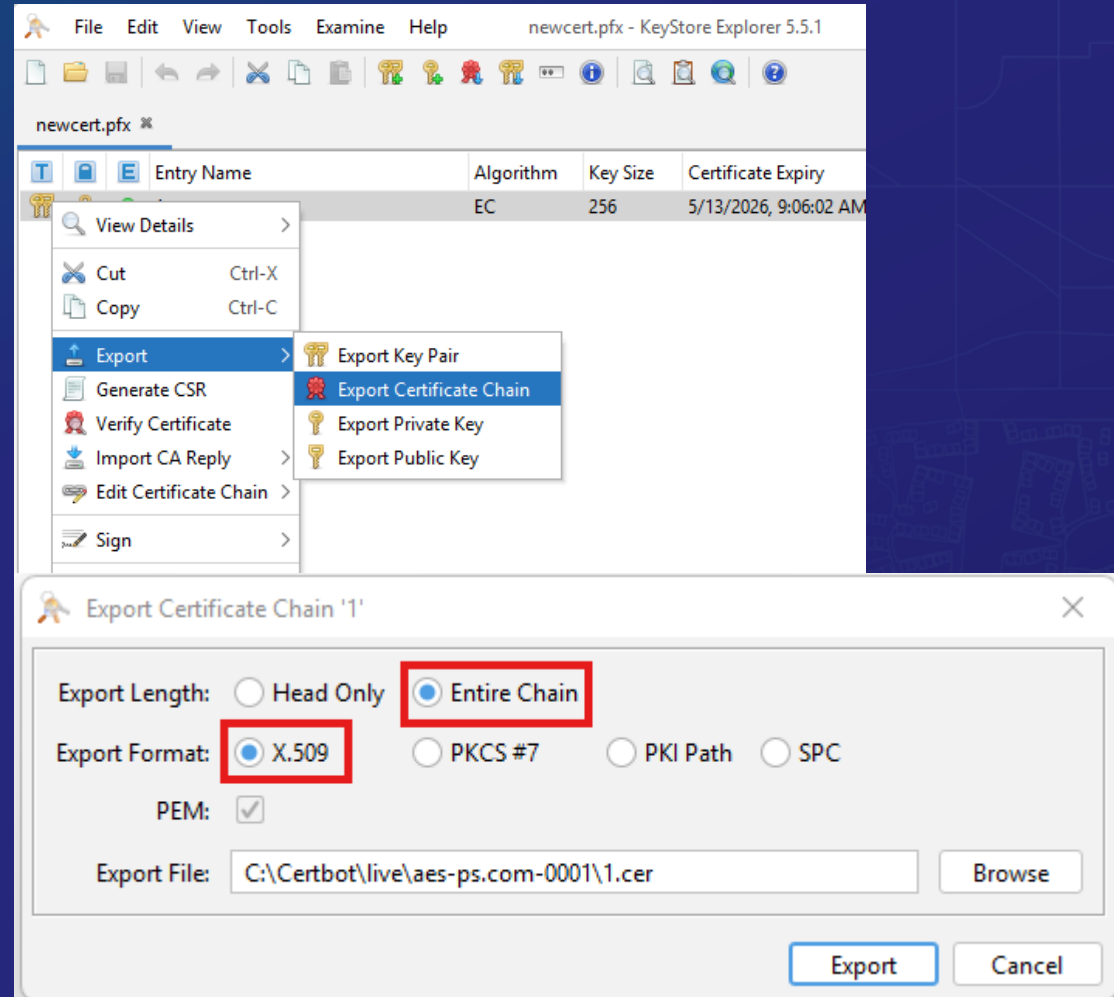 File Edit View Tools Examine Help newcert.pfx - KeyStore Explorer 5.5.1
newcert.pfx
T E Entry Name Algorithm Key Size Certificate Expiry
EC 256 5/13/2026, 9:06:02 AM
View Details
Cut Ctrl-X
Copy Ctrl-C
Export
Export Key Pair
Generate CSR
Export Certificate Chain
Verify Certificate
Export Private Key
Import CA Reply
Export Public Key
Edit Certificate Chain
Sign
Export Certificate Chain '1'
Export Length: Head Only Entire Chain
Export Format: X.509 PKCS #7 PKI Path SPC
PEM:
Export File: C:\Certbot\live\aes-ps.com-0001\1.cer Browse
Export Cancel